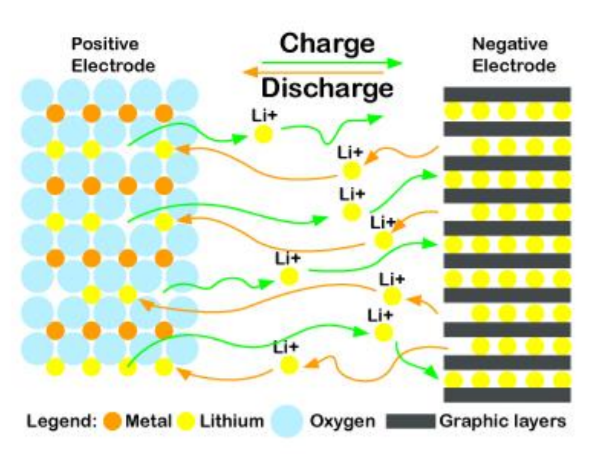 Positive
Electrode
Charge
Discharge
Negative
Electrode
Li+
Li+
Li+
Li+
Li+
Li+
Li+
Li+
Legend: Metal Lithium Oxygen Graphic layers